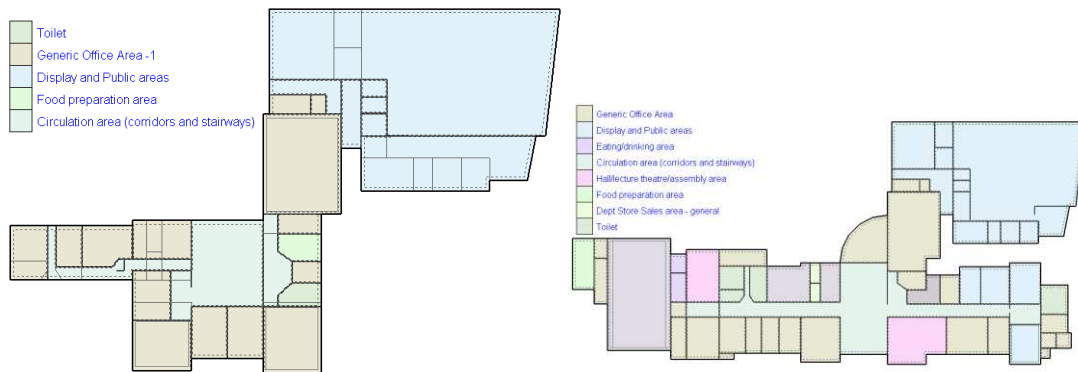 Toilet
Generic Office Area -1
Display and Public areas
Food preparation area
Circulation area (corridors and stairways)
Generic Office Area
Display and Public areas
Eating/drinking area
Circulation area (corridors and stairways)
Hall/lecture theatre/assembly area
Food preparation area
Dept Store Sales area - general
Toilet